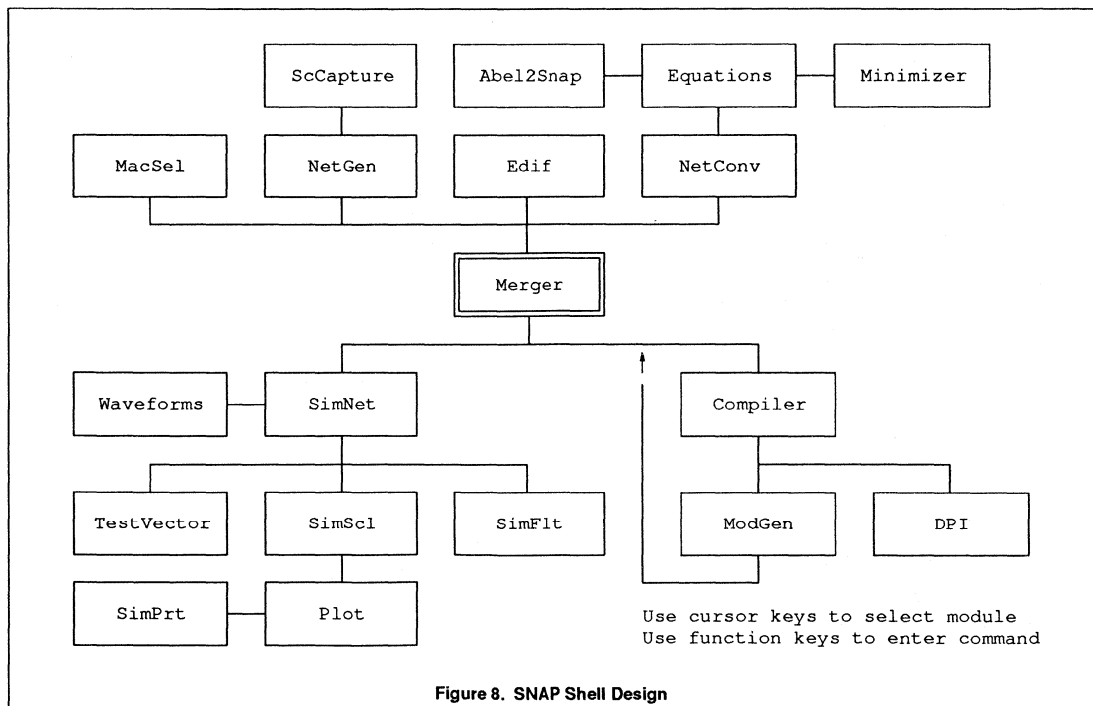 ScCapture
Abel2Snap
Equations
Minimizer
MacSel
NetGen
Edif
NetConv
Merger
Waveforms
SimNet
Compiler
TestVector
SimScl
SimFlt
ModGen
DPI
SimPrt
Plot
Use cursor keys to select module
Use function keys to enter command
Figure 8. SNAP Shell Design